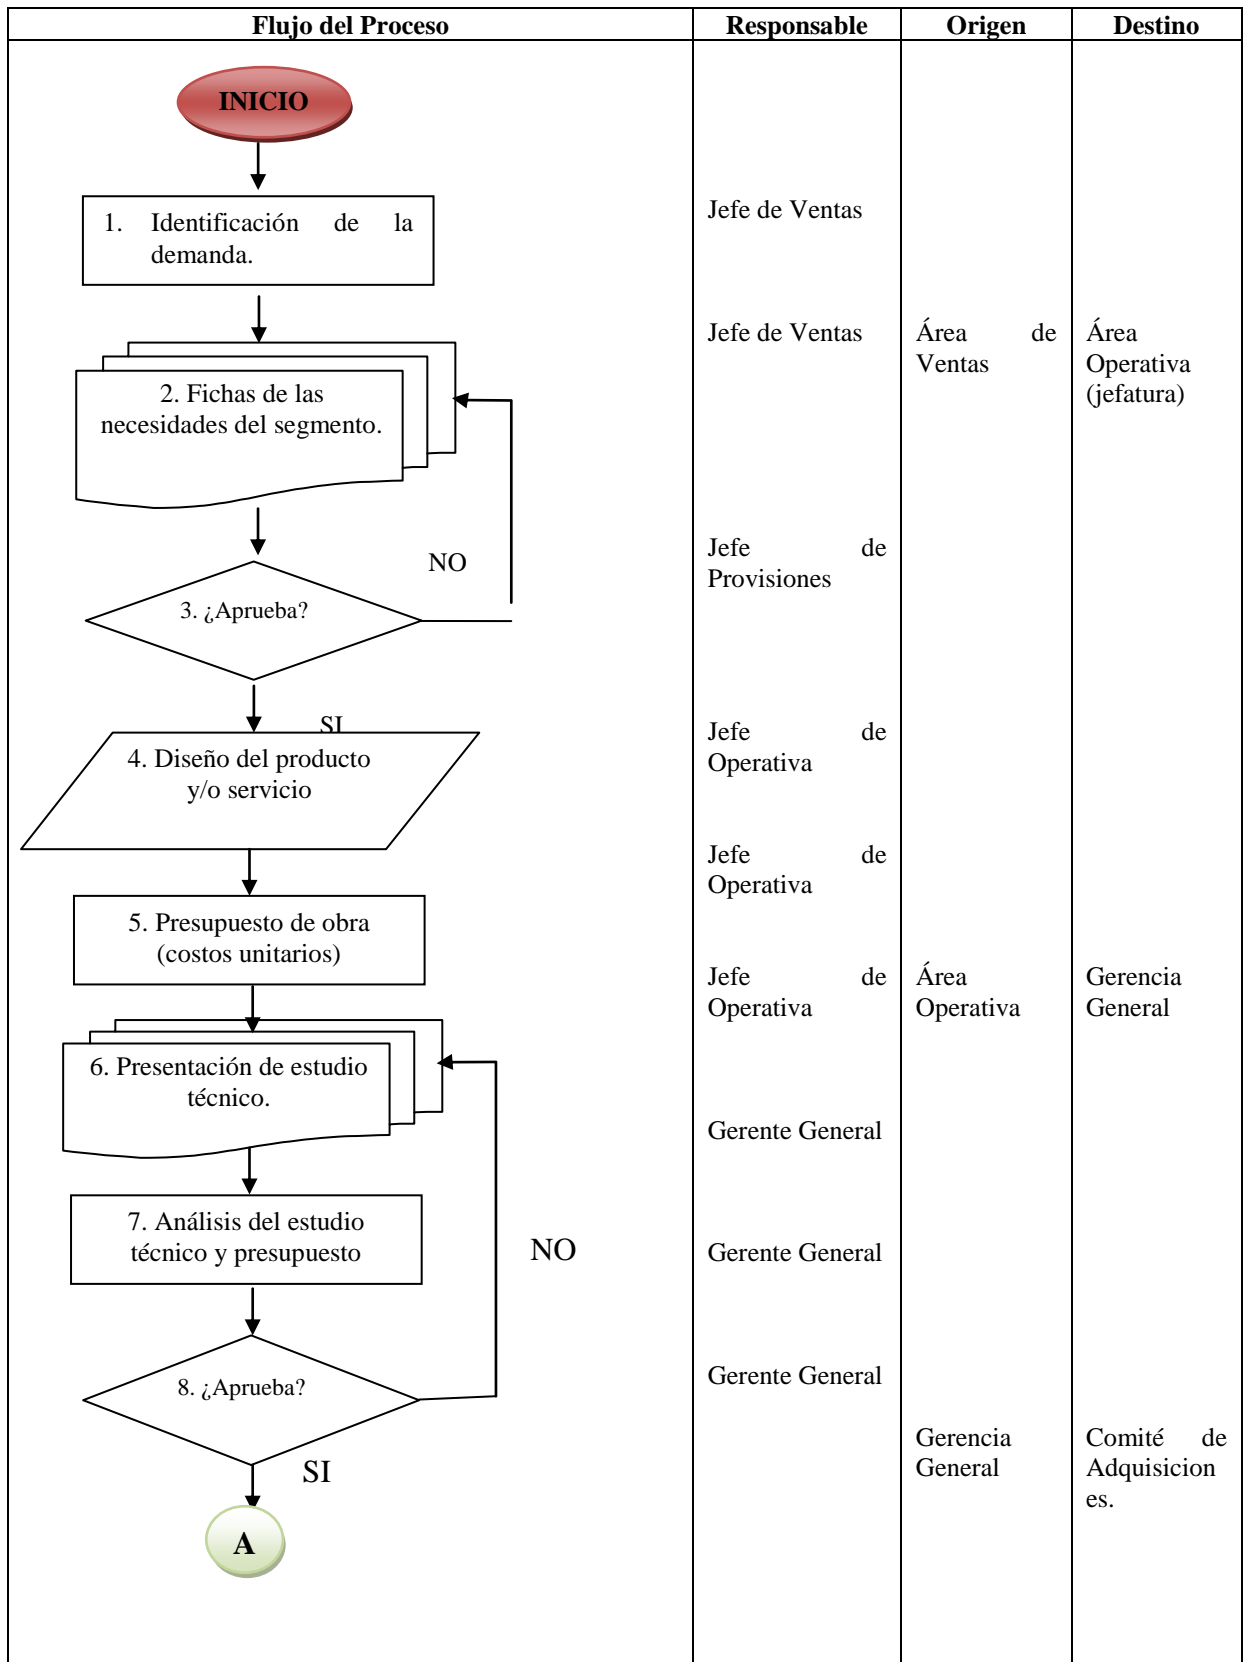 Flujo del Proceso Responsable Origen Destino
INICIO
1. Identificación de la
demanda.
Jefe de Ventas
2. Fichas de las
necesidades del segmento.
Jefe de Ventas
Área de
Ventas
Área
Operativa
(jefatura)
NO
3. ¿Aprueba?
Jefe de
Provisiones
SI
4. Diseño del producto
y/o servicio
Jefe de
Operativa
5. Presupuesto de obra
(costos unitarios)
Jefe de
Operativa
6. Presentación de estudio
técnico.
Jefe de
Operativa
Área
Operativa
Gerencia
General
Gerente General
7. Análisis del estudio
técnico y presupuesto
NO
Gerente General
8. ¿Aprueba?
Gerente General
SI
Gerencia
General
Comité de
Adquisicion
es.
A